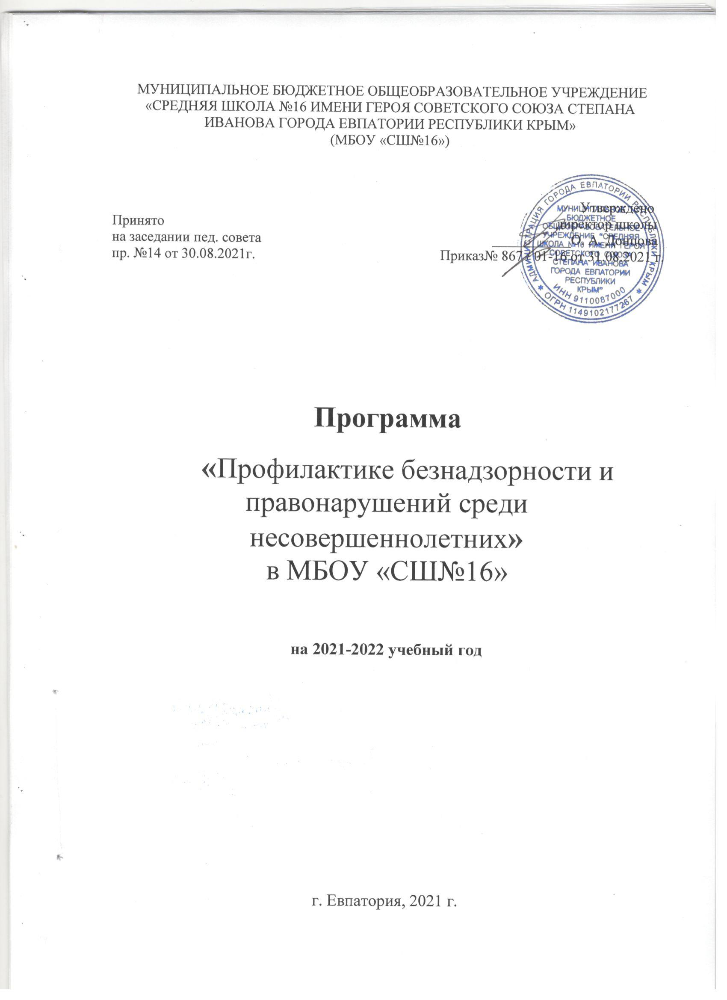 МУНИЦИПАЛЬНОЕ БЮДЖЕТНОЕ ОБЩЕОБРАЗОВАТЕЛЬНОЕ УЧРЕЖДЕНИЕ
«СРЕДНЯЯ ШКОЛА №16 ИМЕНИ ГЕРОЯ СОВЕТСКОГО СОЮЗА СТЕПАНА
ИВАНОВА ГОРОДА ЕВПАТОРИИ РЕСПУБЛИКИ КРЫМ»
(МБОУ «СШ№16»)
Принято
на заседании пед. совета
пр. №14 от 30.08.2021г.
Утверждено
директор школы
О. А. Донцова
Приказ№ 867 / 01-16 от 31.08.2021 г.
АДМИНИСТРАЦИЯ ГОРОДА ЕВПАТОРИИ РЕСПУБЛИКИ КРЫМ
МУНИЦИПАЛЬНОЕ
БЮДЖЕТНОЕ
ОБЩЕОБРАЗОВАТЕЛЬНОЕ
УЧРЕЖДЕНИЕ "СРЕДНЯЯ
ШКОЛА №16 ИМЕНИ ГЕРОЯ
СОВЕТСКОГО СОЮЗА
СТЕПАНА ИВАНОВА
ГОРОДА ЕВПАТОРИИ
РЕСПУБЛИКИ
КРЫМ"
ИНН 9110087000
ОГРН 1149102177267
Программа
«Профилактике безнадзорности и
правонарушений среди
несовершеннолетних»
в МБОУ «СШ№16»
на 2021-2022 учебный год
г. Евпатория, 2021 г.